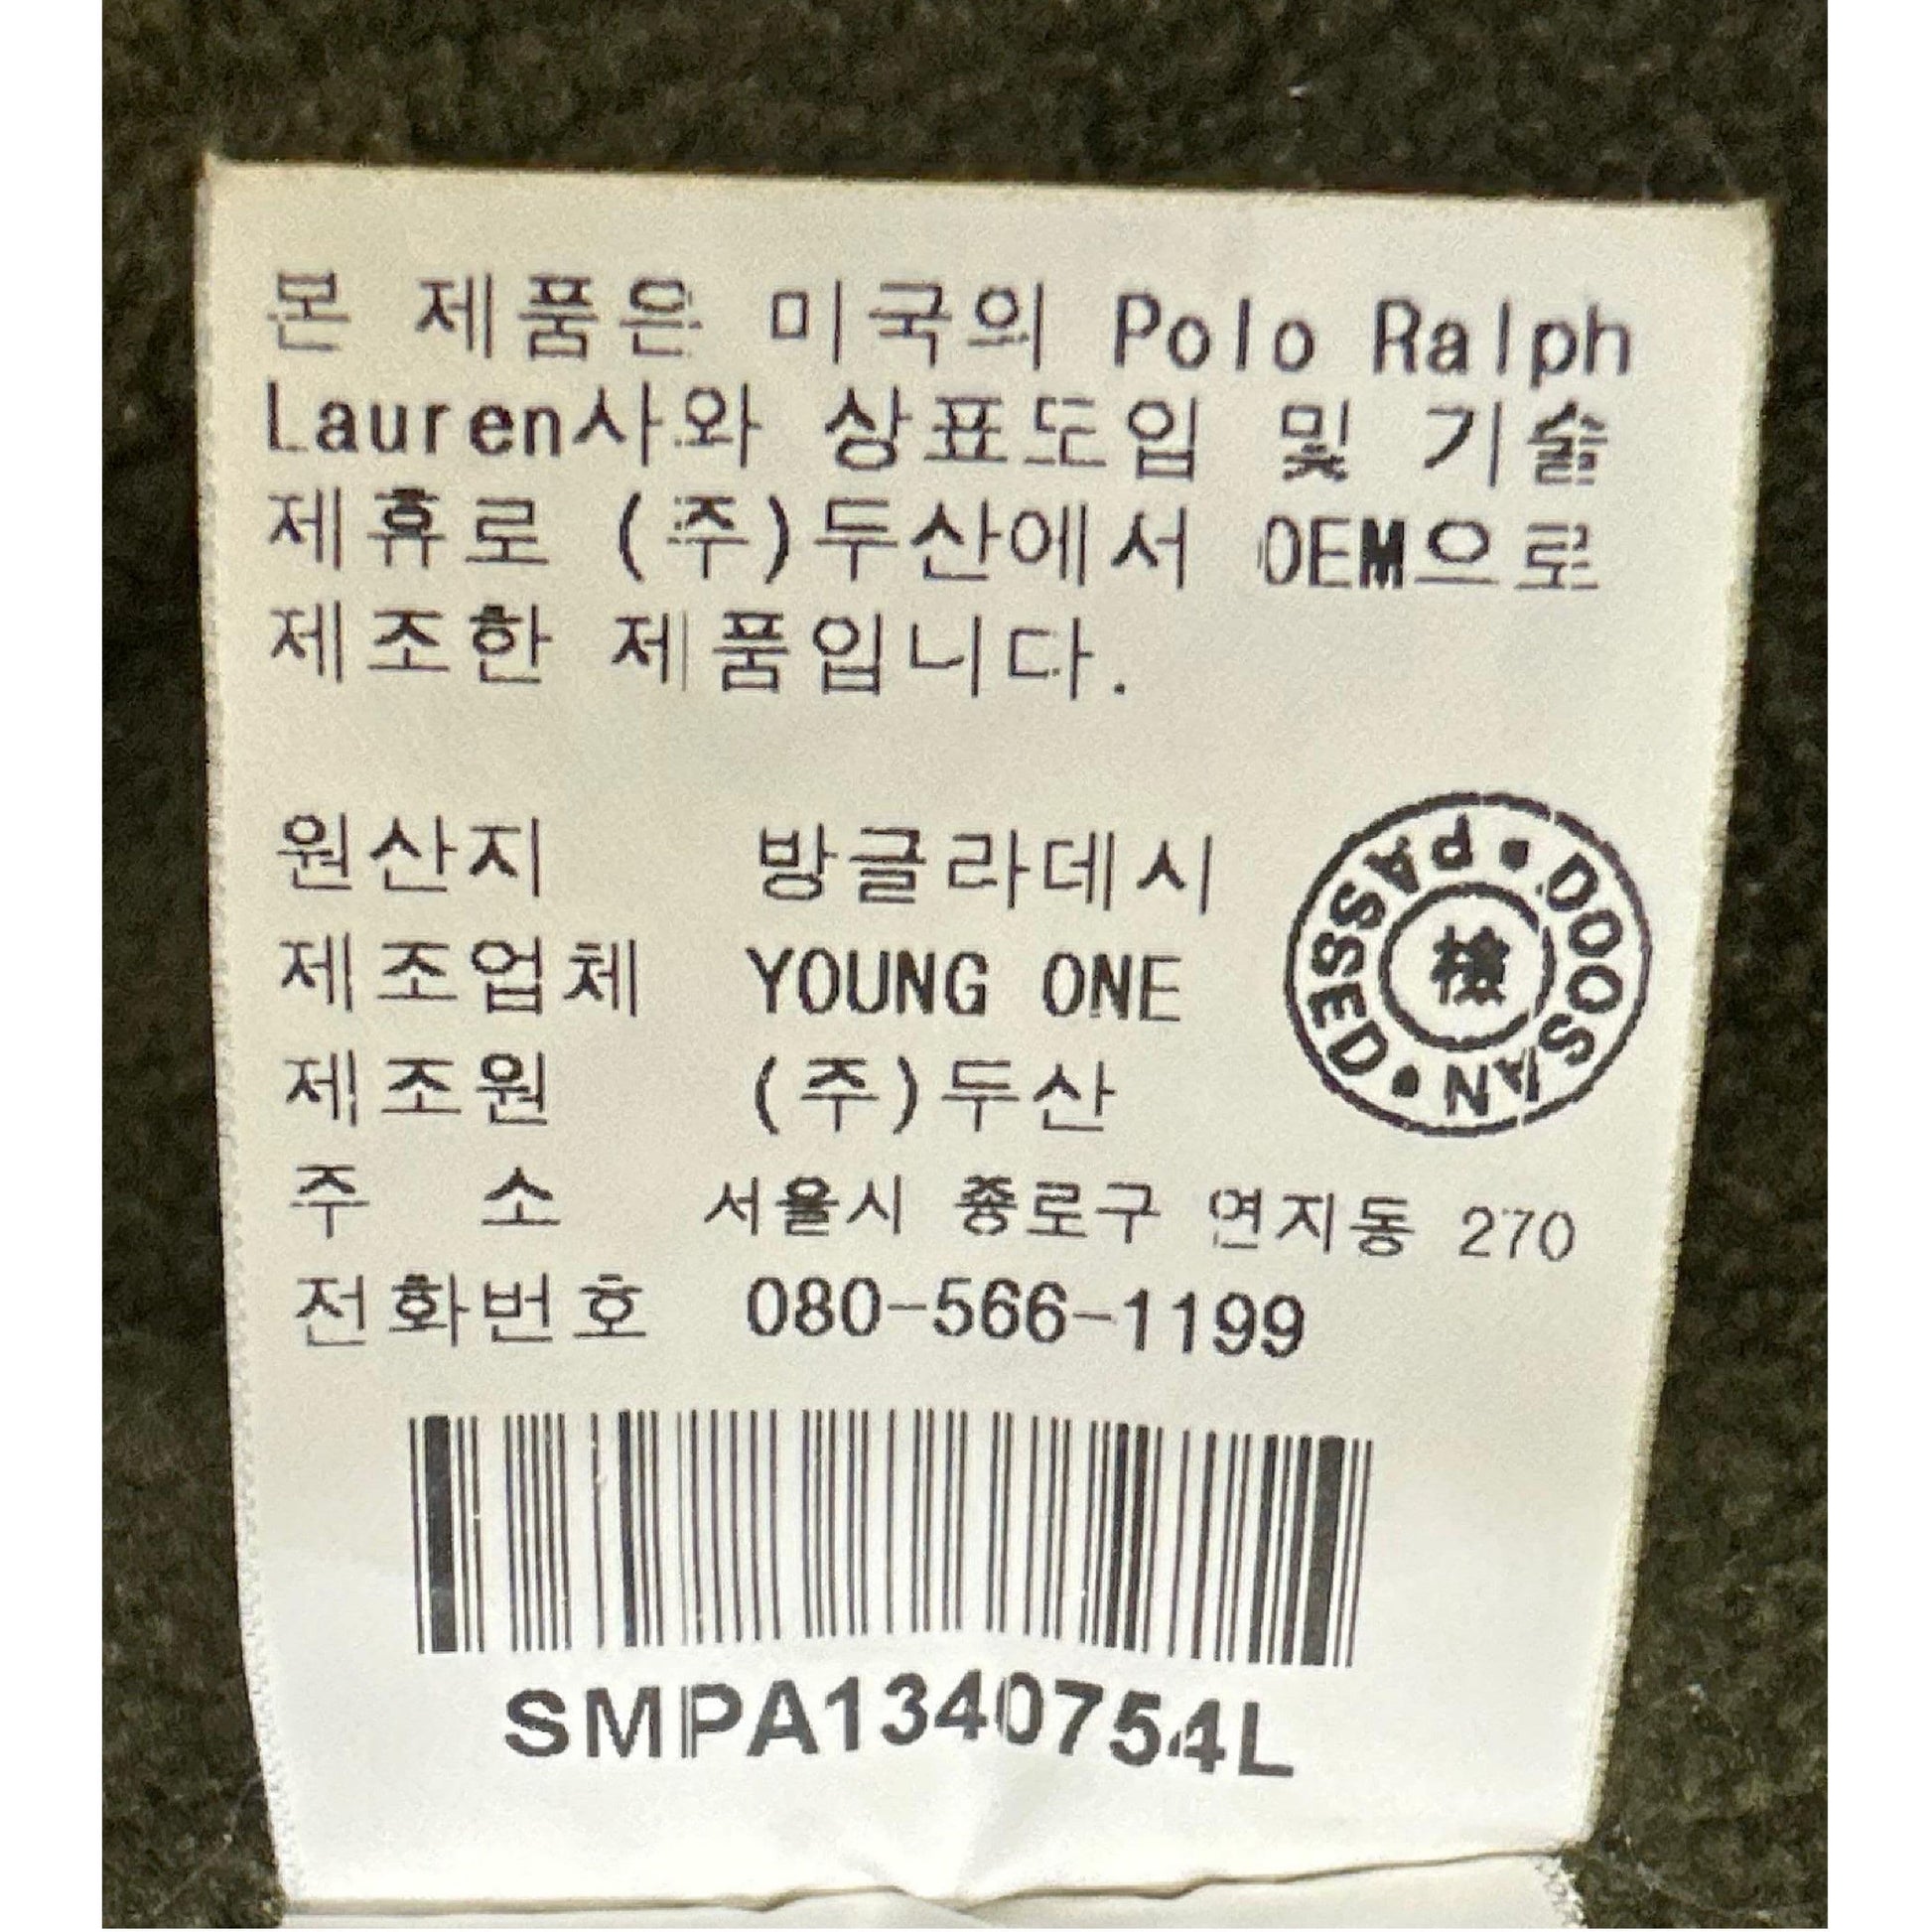 본 제품은 미국의 Polo Ralph
Lauren사와 상표도입 및 기술
제휴로 (주)두산에서 OEM으로
제조한 제품입니다.
원산지 방글라데시
제조업체 YOUNG ONE
제조원 (주)두산
주 소 서울시 종로구 연지동 270
전화번호 080-566-1199
DOOSAN • PASSED •
檢
SMPA1340754L